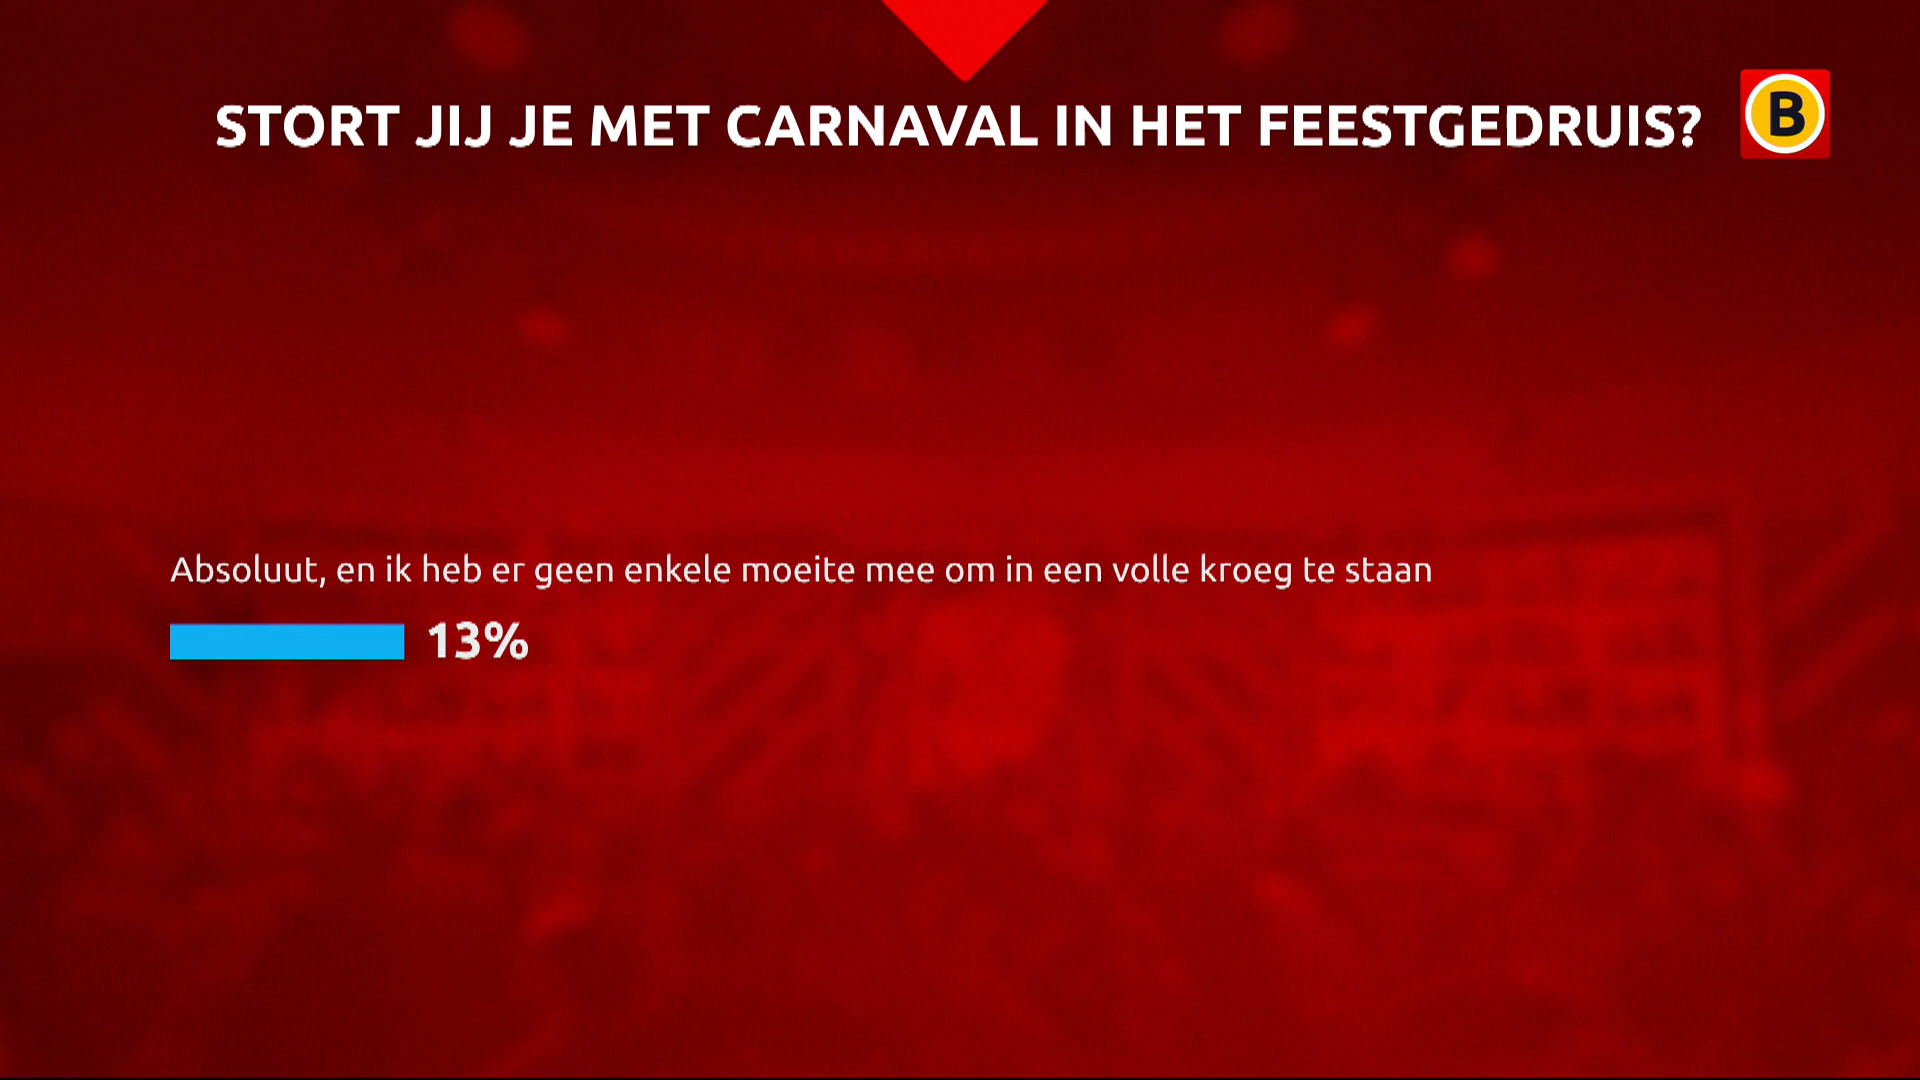 STORT JIJ JE MET CARNAVAL IN HET FEESTGEDRUIS?
B
Absoluut, en ik heb er geen enkele moeite mee om in een volle kroeg te staan
13%